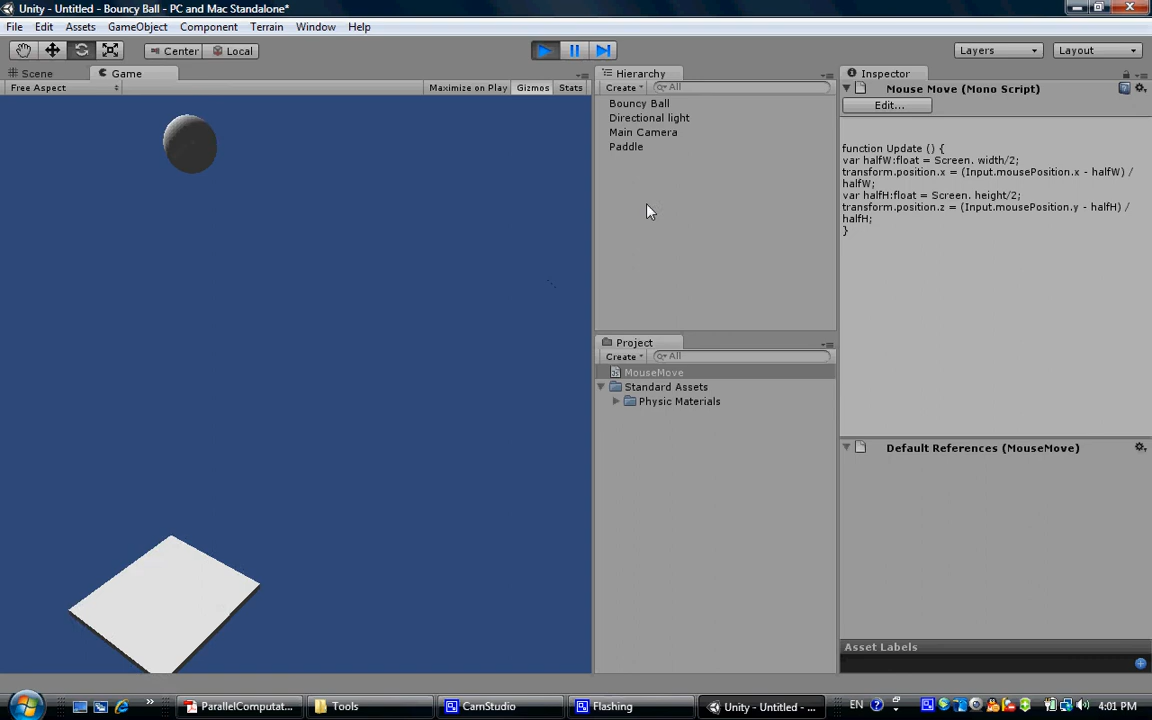 Unity - Untitled - Bouncy Ball - PC and Mac Standalone*
File Edit Assets GameObject Component Terrain Window Help
Center Local Layers Layout
Scene Game Hierarchy Inspector
Free Aspect Maximize on Play Gizmos Stats Create All
Mouse Move (Mono Script)
Edit...
Bouncy Ball
Directional light
Main Camera
Paddle
function Update () {
var halfW:float = Screen. width/2;
transform.position.x = (Input.mousePosition.x - halfW) /
halfW;
var halfH:float = Screen. height/2;
transform.position.z = (Input.mousePosition.y - halfH) /
halfH;
}
Project
Create All
MouseMove
Standard Assets
Physic Materials
Default References (MouseMove)
Asset Labels
ParallelComputat... Tools CamStudio Flashing Unity - Untitled - ... EN 4:01 PM